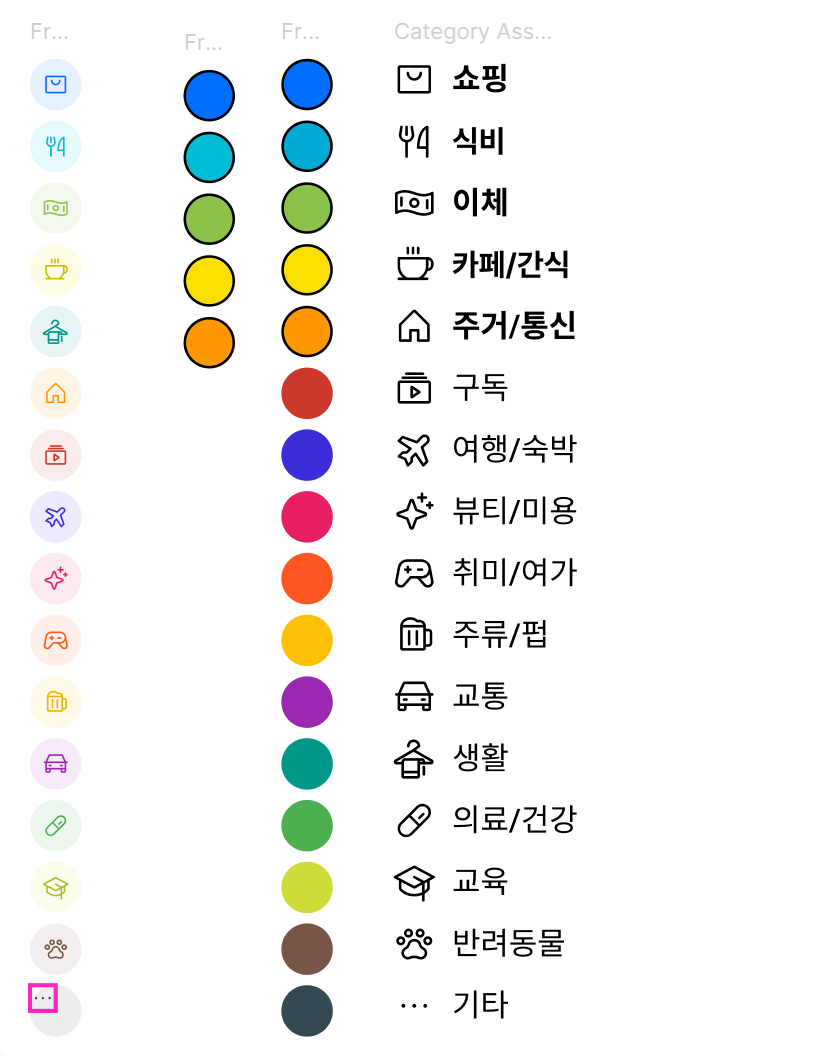 Fr...
Fr...
Fr...
Category Ass...
쇼핑
식비
이체
카페/간식
주거/통신
구독
여행/숙박
뷰티/미용
취미/여가
주류/펍
교통
생활
의료/건강
교육
반려동물
기타